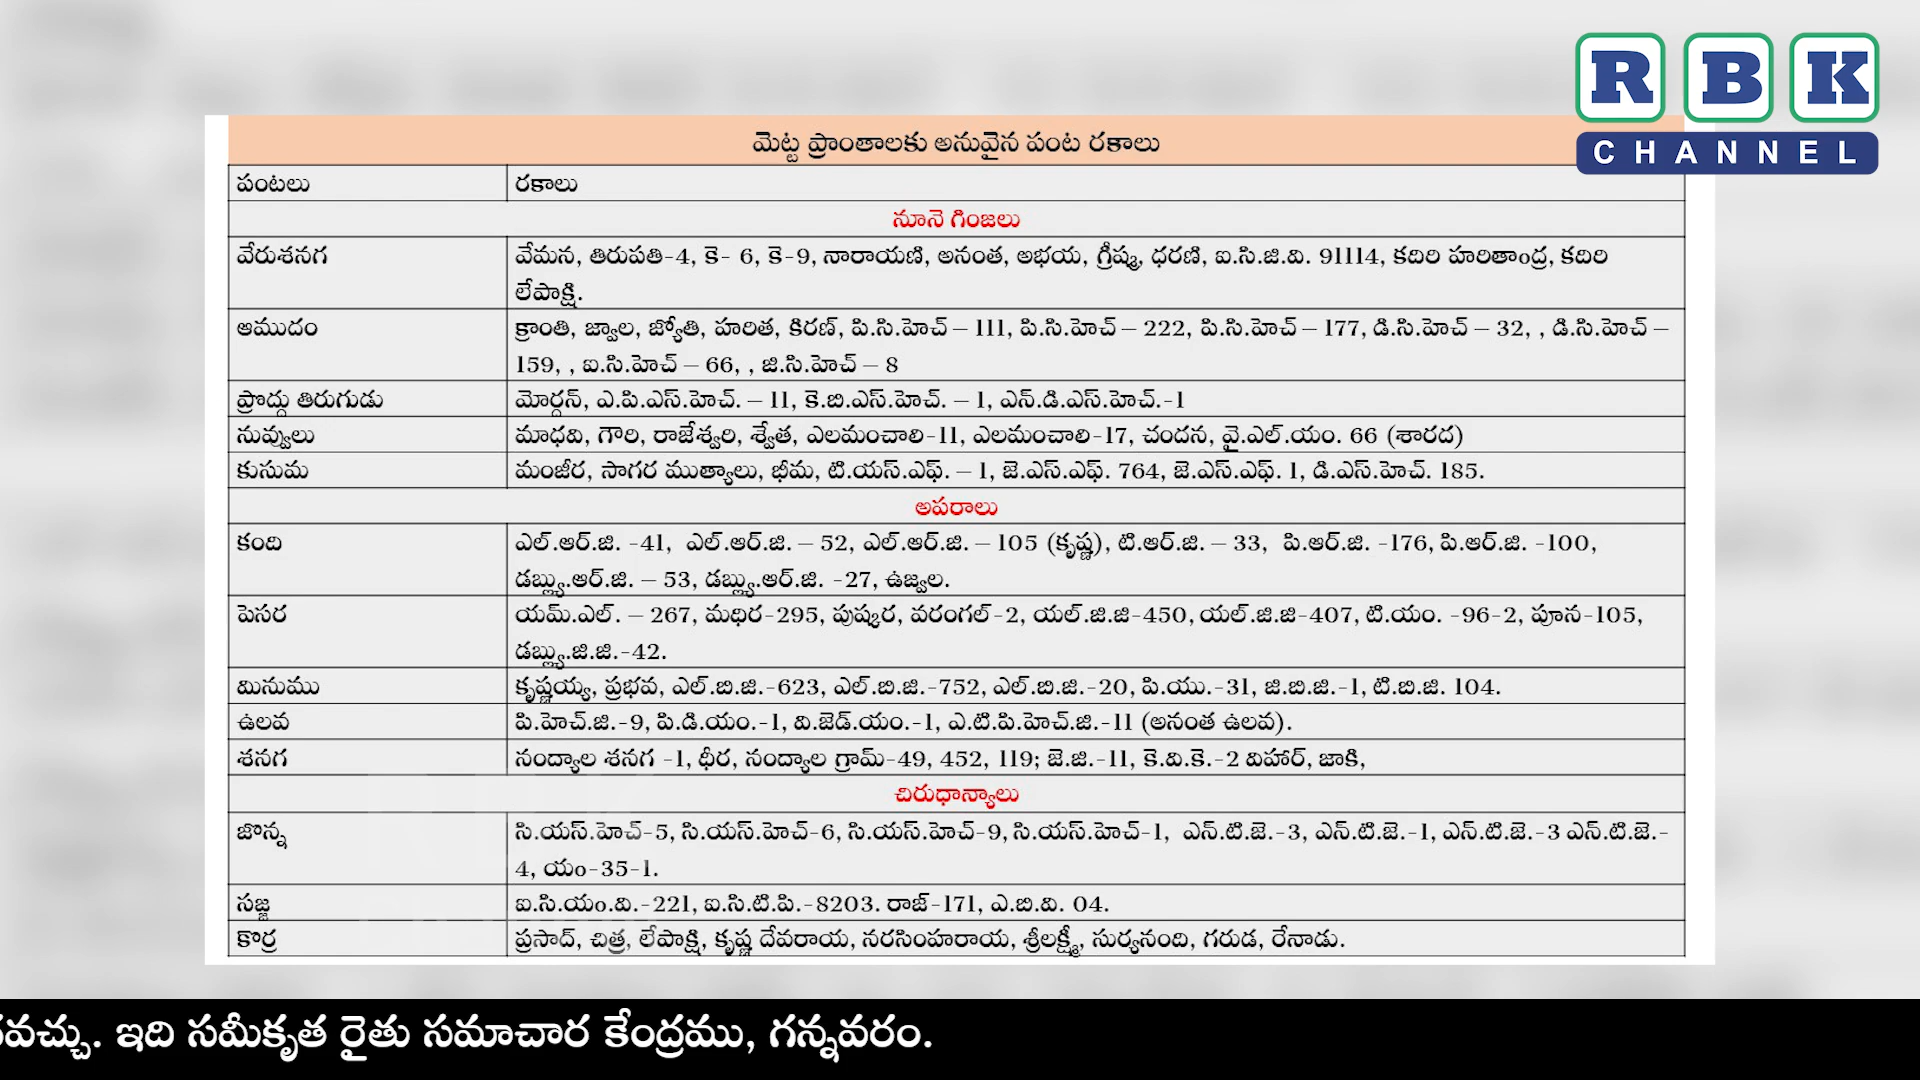 RBK
CHANNEL
మెట్ట ప్రాంతాలకు అనువైన పంట రకాలు
పంటలు రకాలు
నూనె గింజలు
వేరుశనగ వేమన, తిరుపతి-4, కె- 6, కె-9, నారాయణి, అనంత, అభయ, గ్రీష్మ, ధరణి, ఐ.సి.జి.వి. 91114, కదిరి హరితాంధ్ర, కదిరి
లేపాక్షి.
ఆముదం క్రాంతి, జ్వాల, జ్యోతి, హరిత, కిరణ్, పి.సి.హెచ్ – 111, పి.సి.హెచ్ – 222, పి.సి.హెచ్ – 177, డి.సి.హెచ్ – 32, , డి.సి.హెచ్ –
159, , ఐ.సి.హెచ్ – 66, , జి.సి.హెచ్ – 8
ప్రొద్దు తిరుగుడు మోర్డన్, ఎ.పి.ఎస్.హెచ్. – 11, కె.బి.ఎస్.హెచ్. – 1, ఎన్.డి.ఎస్.హెచ్.-1
నువ్వులు మాధవి, గౌరి, రాజేశ్వరి, శ్వేత, ఎలమంచాలి-11, ఎలమంచాలి-17, చందన, వై.ఎల్.యం. 66 (శారద)
కుసుమ మంజీర, సాగర ముత్యాలు, భీమ, టి.యస్.ఎఫ్. – 1, జె.ఎస్.ఎఫ్. 764, జె.ఎస్.ఎఫ్. 1, డి.ఎస్.హెచ్. 185.
అపరాలు
కంది ఎల్.ఆర్.జి. -41, ఎల్.ఆర్.జి. – 52, ఎల్.ఆర్.జి. – 105 (కృష్ణ), టి.ఆర్.జి. – 33, పి.ఆర్.జి. -176, పి.ఆర్.జి. -100,
డబ్ల్యు.ఆర్.జి. – 53, డబ్ల్యు.ఆర్.జి. -27, ఉజ్వల.
పెసర యమ్.ఎల్. – 267, మధిర-295, పుష్కర, వరంగల్-2, యల్.జి.జి-450, యల్.జి.జి-407, టి.యం. -96-2, పూస-105,
డబ్ల్యు.జి.జి.-42.
మినుము కృష్ణయ్య, ప్రభవ, ఎల్.బి.జి.-623, ఎల్.బి.జి.-752, ఎల్.బి.జి.-20, పి.యు.-31, జి.బి.జి.-1, టి.బి.జి. 104.
ఉలవ పి.హెచ్.జి.-9, పి.డి.యం.-1, వి.జెడ్.యం.-1, ఎ.టి.పి.హెచ్.జి.-11 (అనంత ఉలవ).
శనగ నంద్యాల శనగ -1, ధీర, నంద్యాల గ్రామ్-49, 452, 119; జె.జి.-11, కె.వి.కె.-2 విహార్, జాకి,
చిరుధాన్యాలు
జొన్న సి.యస్.హెచ్-5, సి.యస్.హెచ్-6, సి.యస్.హెచ్-9, సి.యస్.హెచ్-1, ఎన్.టి.జె.-3, ఎన్.టి.జె.-1, ఎన్.టి.జె.-3 ఎన్.టి.జె.-
4, యం-35-1.
సజ్జ ఐ.సి.యం.వి.-221, ఐ.సి.టి.పి.-8203. రాజ్-171, ఎ.బి.వి. 04.
కొర్ర ప్రసాద్, చిత్ర, లేపాక్షి, కృష్ణ దేవరాయ, నరసింహరాయ, శ్రీలక్ష్మీ, సుర్యనంది, గరుడ, రేనాడు.
వచ్చు. ఇది సమీకృత రైతు సమాచార కేంద్రము, గన్నవరం.